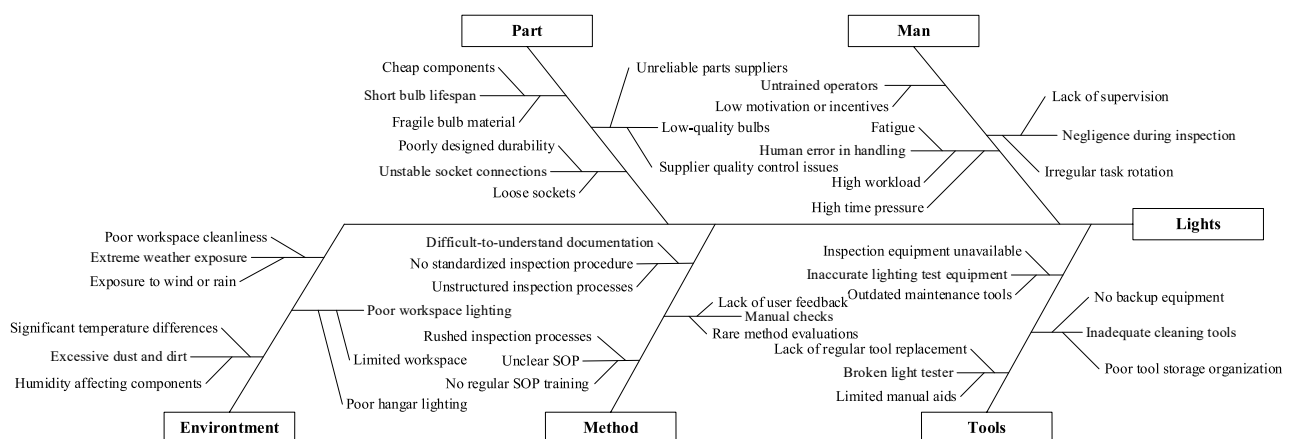 Part
Man
Cheap components
Short bulb lifespan
Fragile bulb material
Poorly designed durability
Unstable socket connections
Loose sockets
Unreliable parts suppliers
Low-quality bulbs
Supplier quality control issues
Untrained operators
Low motivation or incentives
Fatigue
Human error in handling
High workload
High time pressure
Lack of supervision
Negligence during inspection
Irregular task rotation
Lights
Poor workspace cleanliness
Extreme weather exposure
Exposure to wind or rain
Significant temperature differences
Excessive dust and dirt
Humidity affecting components
Poor workspace lighting
Limited workspace
Poor hangar lighting
Difficult-to-understand documentation
No standardized inspection procedure
Unstructured inspection processes
Rushed inspection processes
Unclear SOP
No regular SOP training
Lack of user feedback
Manual checks
Rare method evaluations
Inspection equipment unavailable
Inaccurate lighting test equipment
Outdated maintenance tools
Lack of regular tool replacement
Broken light tester
Limited manual aids
No backup equipment
Inadequate cleaning tools
Poor tool storage organization
Environtment
Method
Tools